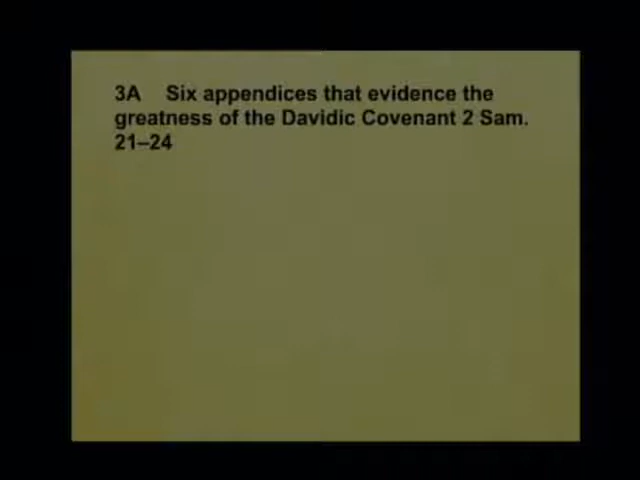 3A Six appendices that evidence the
greatness of the Davidic Covenant 2 Sam.
21–24